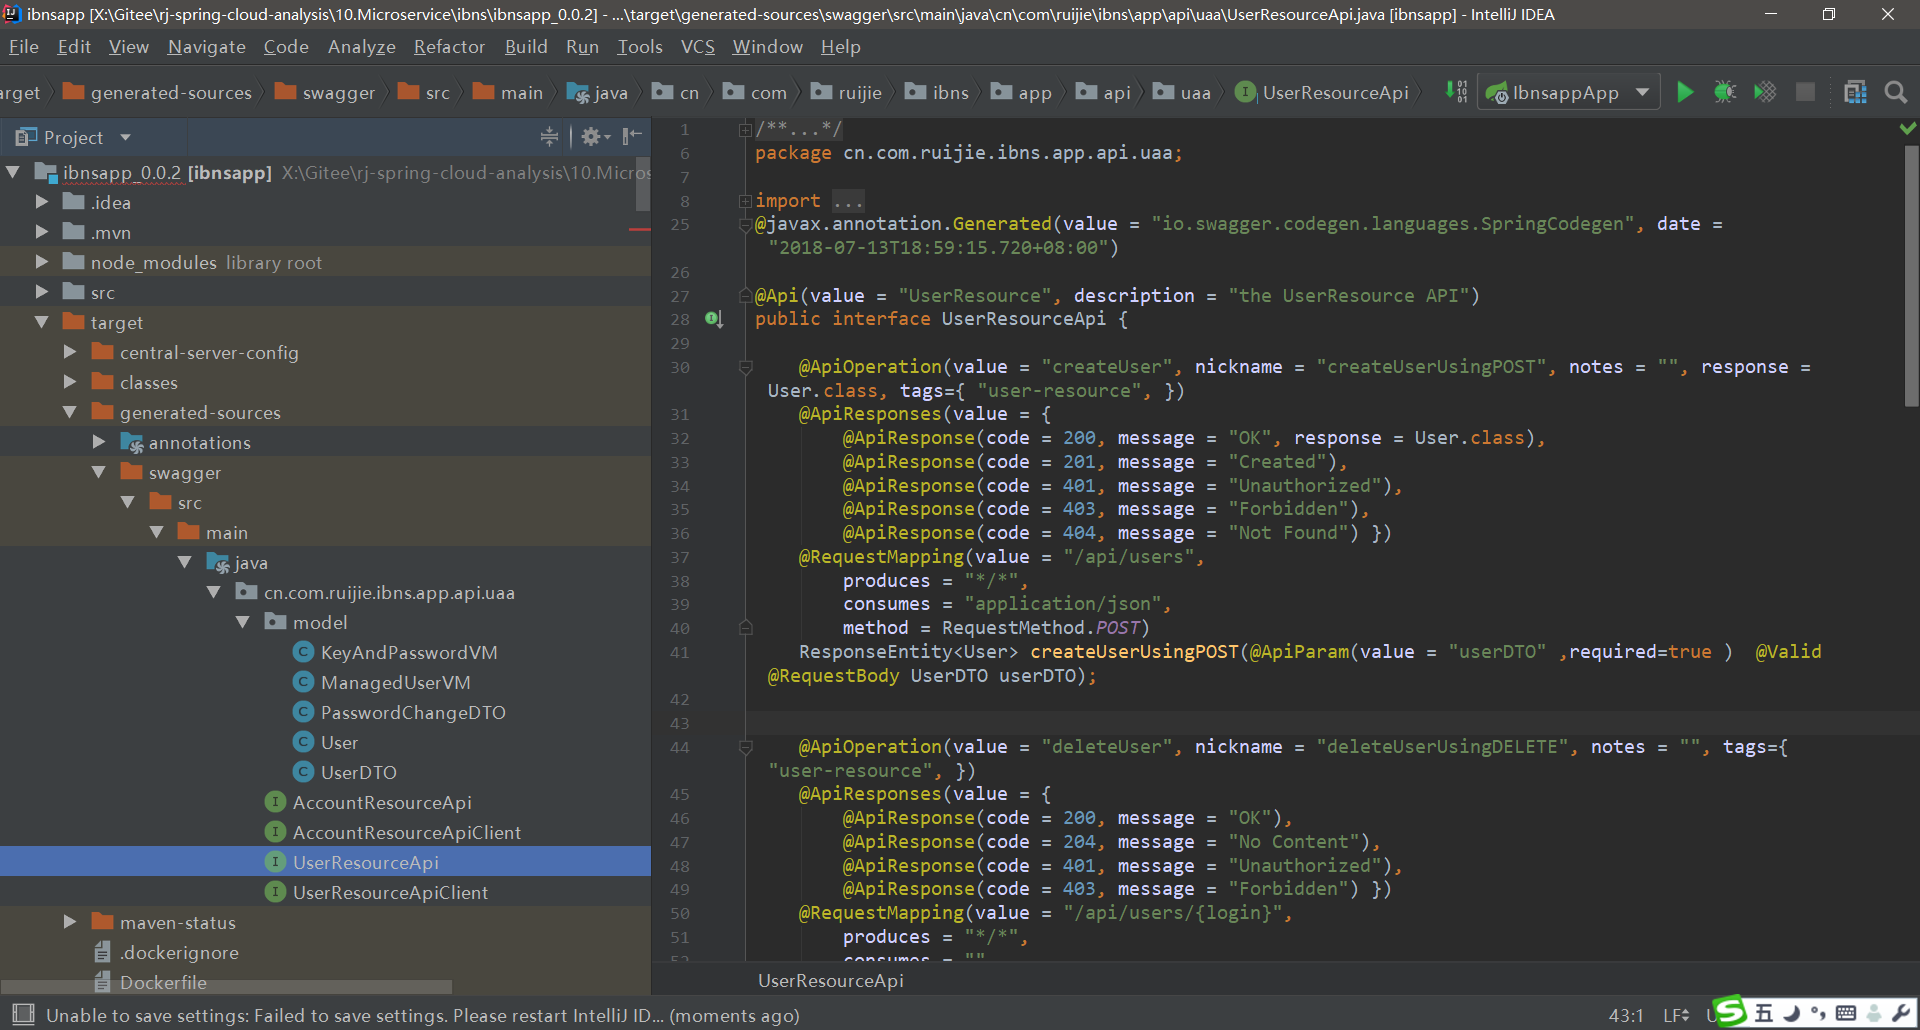 ibnsapp [X:\Gitee\rj-spring-cloud-analysis\10.Microservice\ibns\ibnsapp_0.0.2] - ...\target\generated-sources\swagger\src\main\java\cn\com\ruijie\ibns\app\api\uaa\UserResourceApi.java [ibnsapp] - IntelliJ IDEA
File Edit View Navigate Code Analyze Refactor Build Run Tools VCS Window Help
arget generated-sources swagger src main java cn com ruijie ibns app api uaa UserResourceApi IbnsappApp
Project
ibnsapp_0.0.2 [ibnsapp] X:\Gitee\rj-spring-cloud-analysis\10.Micros
.idea
.mvn
node_modules library root
src
target
central-server-config
classes
generated-sources
annotations
swagger
src
main
java
cn.com.ruijie.ibns.app.api.uaa
model
KeyAndPasswordVM
ManagedUserVM
PasswordChangeDTO
User
UserDTO
AccountResourceApi
AccountResourceApiClient
UserResourceApi
UserResourceApiClient
maven-status
.dockerignore
Dockerfile
1 /**...*/
6 package cn.com.ruijie.ibns.app.api.uaa;
7
8 import ...
25 @javax.annotation.Generated(value = "io.swagger.codegen.languages.SpringCodegen", date =
"2018-07-13T18:59:15.720+08:00")
26
27 @Api(value = "UserResource", description = "the UserResource API")
28 public interface UserResourceApi {
29
30 @ApiOperation(value = "createUser", nickname = "createUserUsingPOST", notes = "", response =
User.class, tags={ "user-resource", })
31 @ApiResponses(value = {
32 @ApiResponse(code = 200, message = "OK", response = User.class),
33 @ApiResponse(code = 201, message = "Created"),
34 @ApiResponse(code = 401, message = "Unauthorized"),
35 @ApiResponse(code = 403, message = "Forbidden"),
36 @ApiResponse(code = 404, message = "Not Found") })
37 @RequestMapping(value = "/api/users",
38 produces = "*/*",
39 consumes = "application/json",
40 method = RequestMethod.POST)
41 ResponseEntity<User> createUserUsingPOST(@ApiParam(value = "userDTO" ,required=true ) @Valid
@RequestBody UserDTO userDTO);
42
43
44 @ApiOperation(value = "deleteUser", nickname = "deleteUserUsingDELETE", notes = "", tags={
"user-resource", })
45 @ApiResponses(value = {
46 @ApiResponse(code = 200, message = "OK"),
47 @ApiResponse(code = 204, message = "No Content"),
48 @ApiResponse(code = 401, message = "Unauthorized"),
49 @ApiResponse(code = 403, message = "Forbidden") })
50 @RequestMapping(value = "/api/users/{login}",
51 produces = "*/*",
52 consumes = ""
UserResourceApi
Unable to save settings: Failed to save settings. Please restart IntelliJ ID... (moments ago) 43:1 LF U S 五